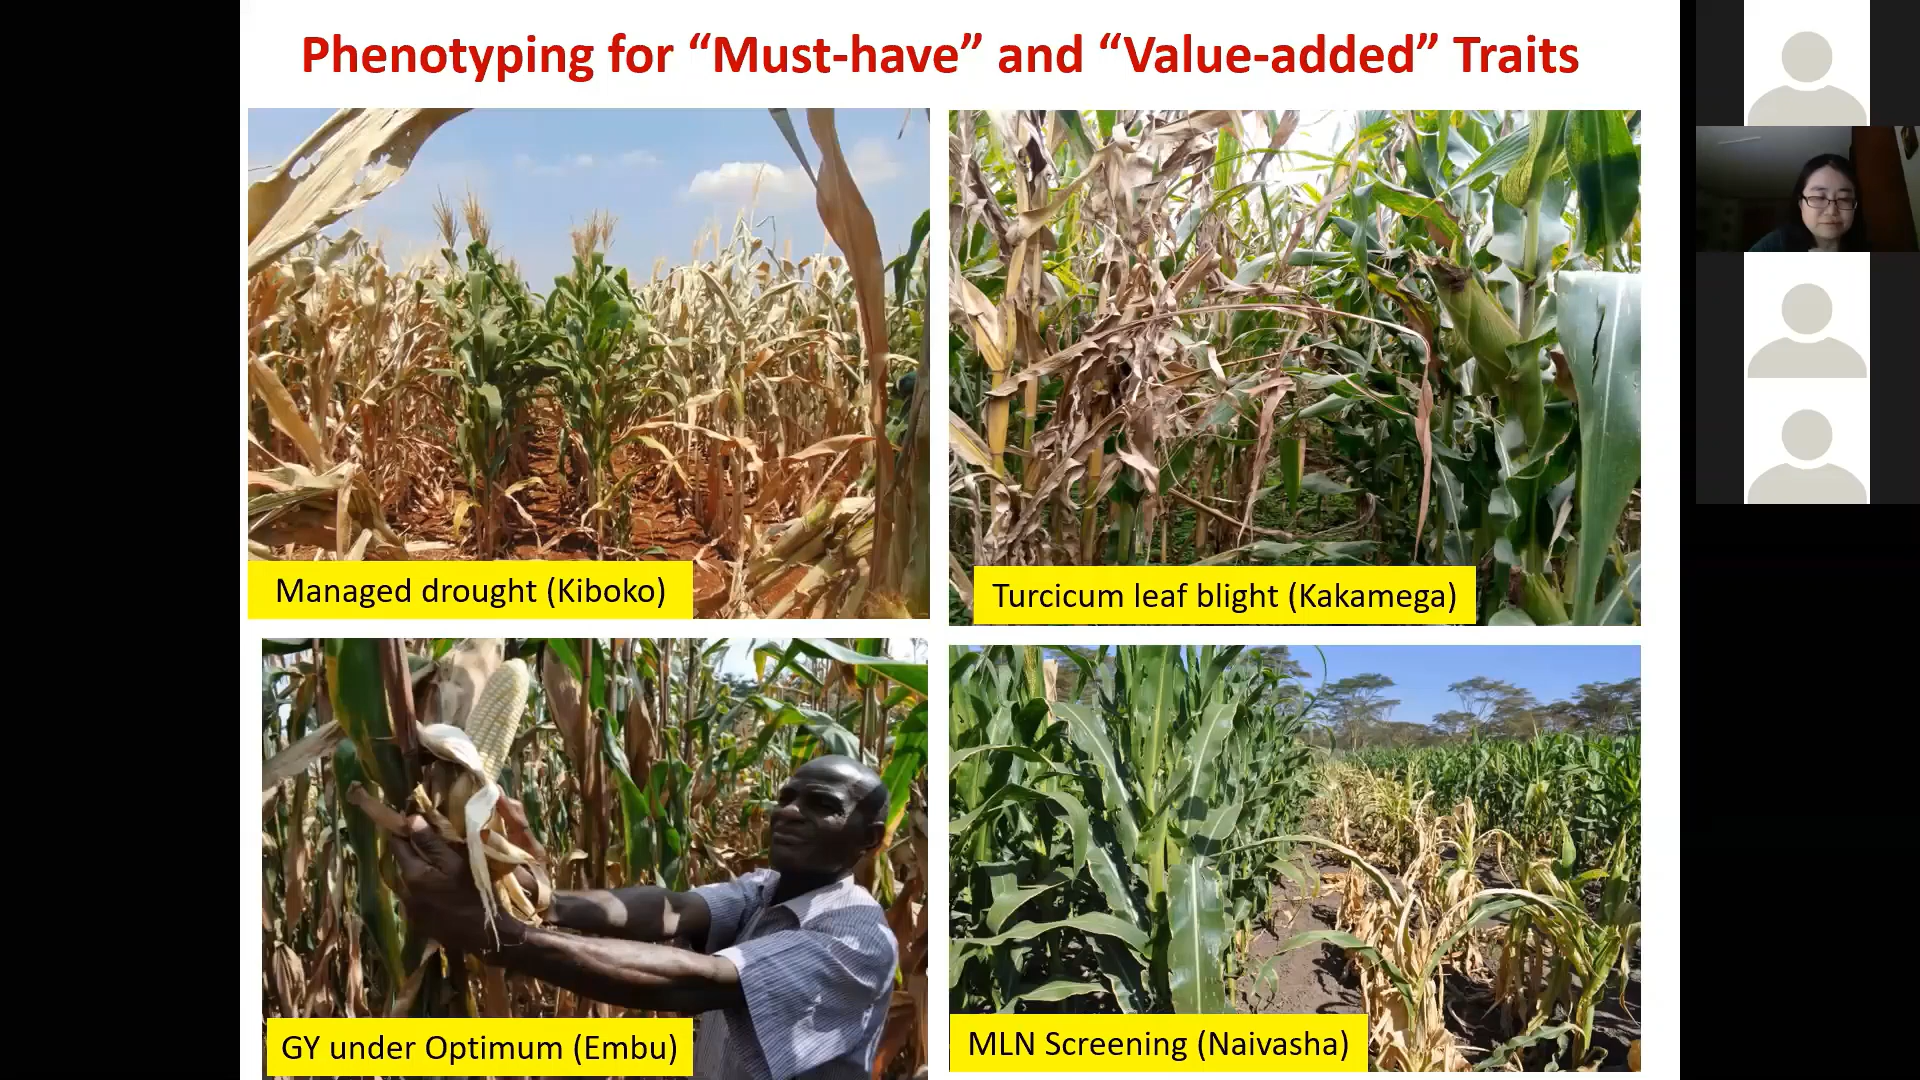 Phenotyping for “Must-have” and “Value-added” Traits
Managed drought (Kiboko)
Turcicum leaf blight (Kakamega)
GY under Optimum (Embu)
MLN Screening (Naivasha)